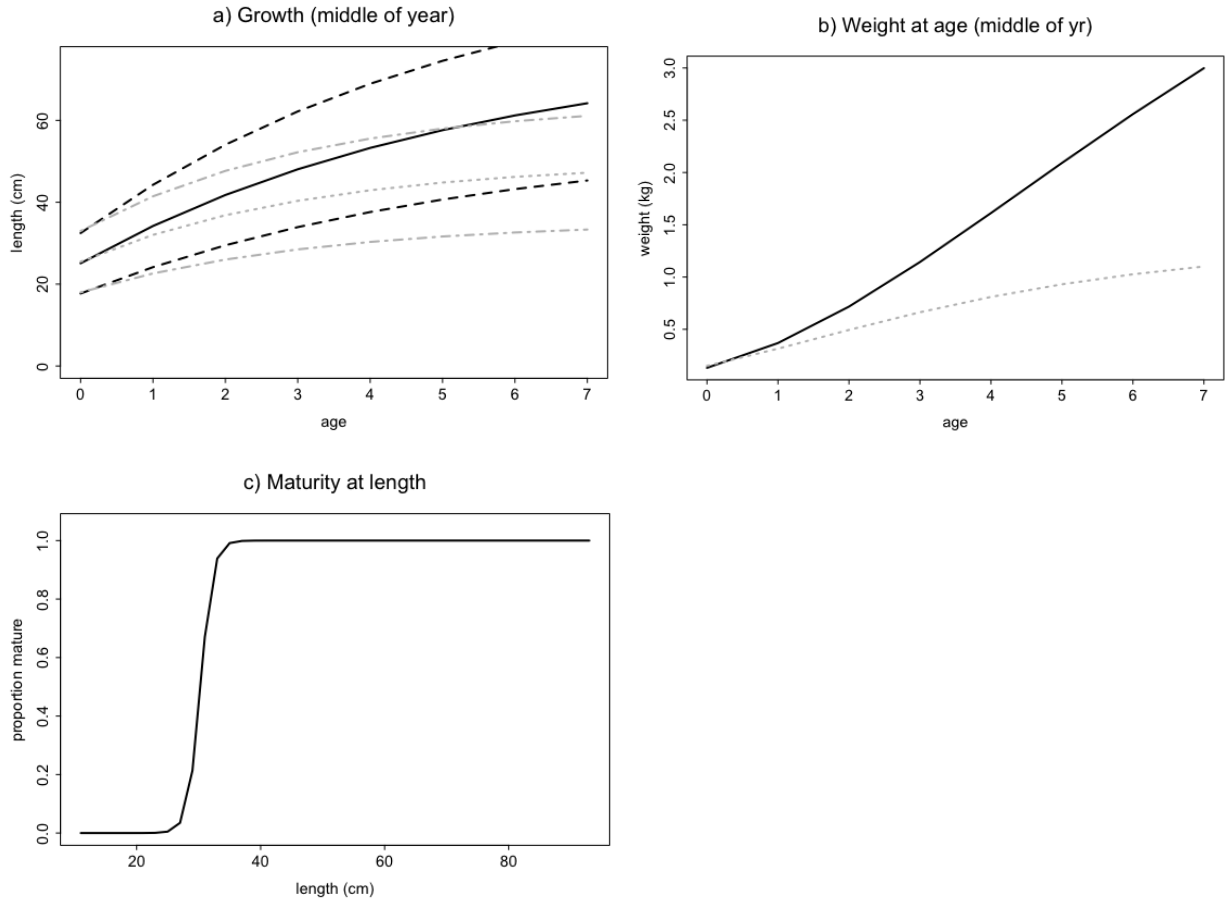 a) Growth (middle of year)
length (cm)
60
40
20
0
0 1 2 3 4 5 6 7
age
b) Weight at age (middle of yr)
weight (kg)
3.0
2.5
2.0
1.5
1.0
0.5
0 1 2 3 4 5 6 7
age
c) Maturity at length
proportion mature
1.0
0.8
0.6
0.4
0.2
0.0
20 40 60 80
length (cm)